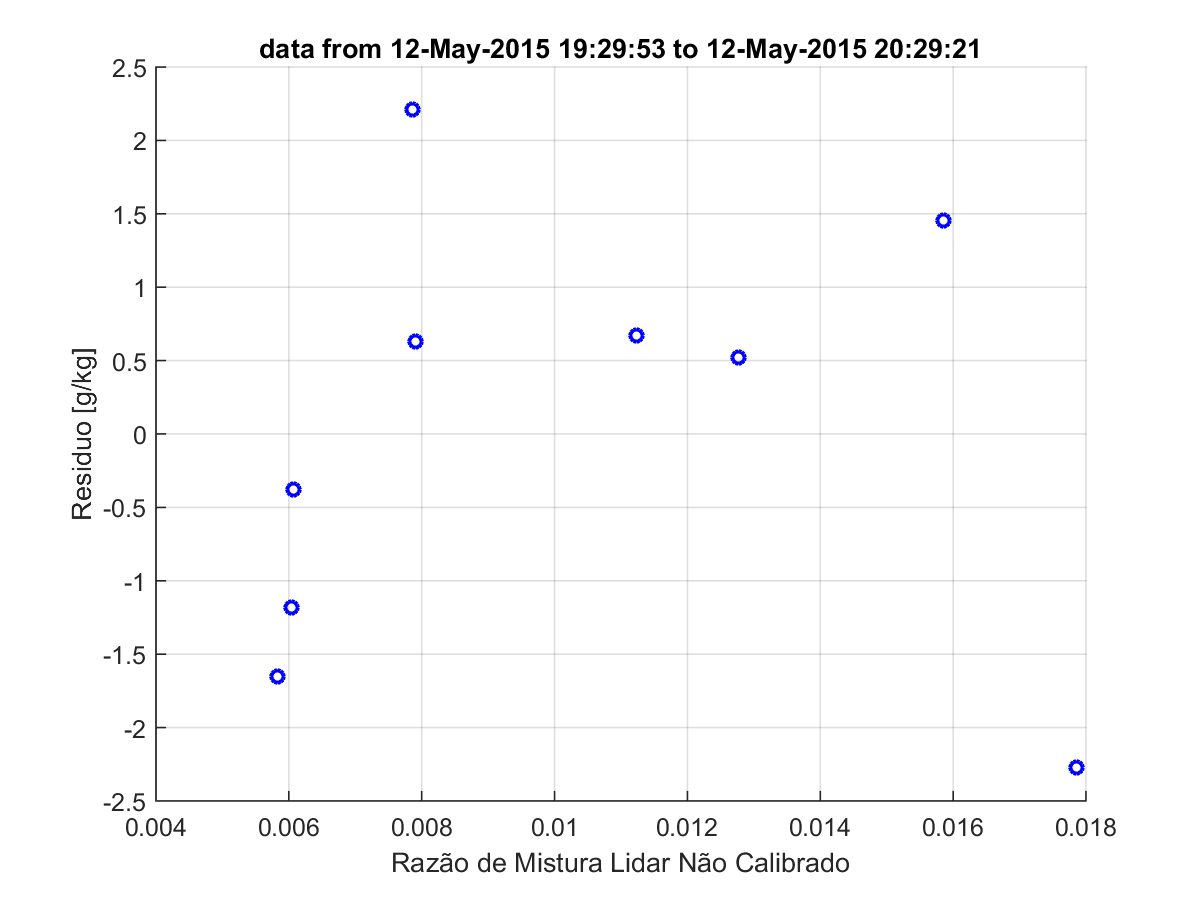 data from 12-May-2015 19:29:53 to 12-May-2015 20:29:21
2.5
2
1.5
1
0.5
0
-0.5
-1
-1.5
-2
-2.5
Residuo [g/kg]
0.004 0.006 0.008 0.01 0.012 0.014 0.016 0.018
Razão de Mistura Lidar Não Calibrado